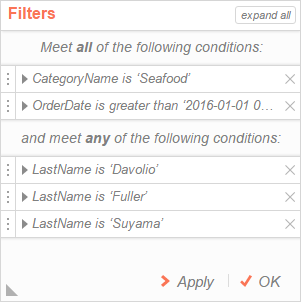 Filters
expand all
Meet all of the following conditions:
CategoryName is ‘Seafood’
OrderDate is greater than ‘2016-01-01 0...
and meet any of the following conditions:
LastName is ‘Davolio’
LastName is ‘Fuller’
LastName is ‘Suyama’
Apply
OK